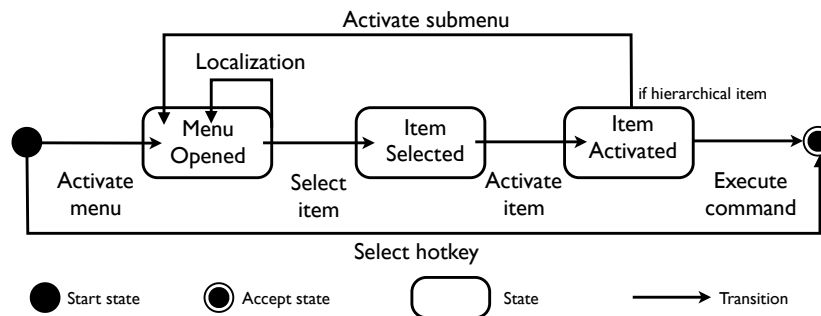 Activate submenu
Localization
if hierarchical item
Menu
Opened
Item
Selected
Item
Activated
Activate
menu
Select
item
Activate
item
Execute
command
Select hotkey
Start state
Accept state
State
Transition